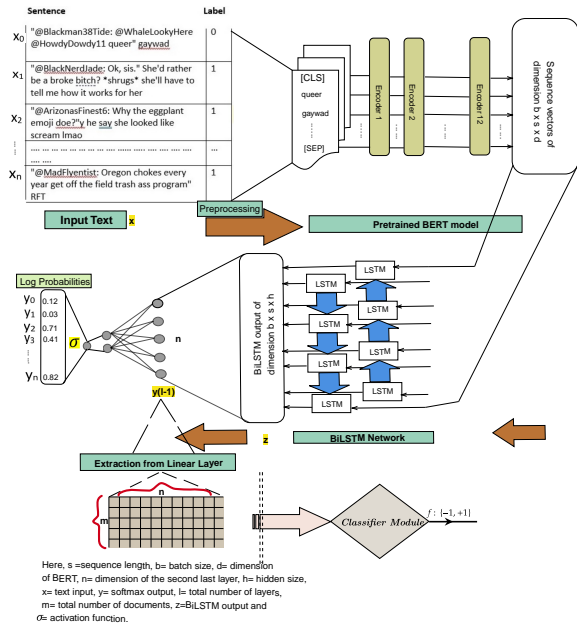 Sentence Label
x0 "@Blackman38Tide: @WhaleLookyHere 0
@HowdyDowdy11 queer" gaywad
x1 "@BlackNerdJade: Ok, sis." She'd rather 1
be a broke bitch? *shrugs* she'll have to
tell me how it works for her
x2 "@ArizonasFinest6: Why the eggplant 1
emoji doe?"y he say she looked like
scream lmao
.... ... ... ... ... ... ... ...... ..... .... ... ... .... ...
.... ....
xn "@MadFlyentist: Oregon chokes every 1
year get off the field trash ass program"
RFT
Input Text x
Preprocessing
[CLS]
queer
gaywad
......
[SEP]
Encoder 1
Encoder 2
Encoder 12
Sequence vectors of
dimension b x s x d
Pretrained BERT model
Log Probabilities
y0 0.12
y1 0.03
y2 0.71
y3 0.41
yn 0.82
σ
n
y(l-1)
BiLSTM output of
dimension b x s x h
LSTM
LSTM
LSTM
LSTM
LSTM
LSTM
LSTM
LSTM
z
BiLSTM Network
Extraction from Linear Layer
n
m
Classifier Module
f : {−1, +1}
Here, s =sequence length, b= batch size, d= dimension
of BERT, n= dimension of the second last layer, h= hidden size,
x= text input, y= softmax output, l= total number of layers,
m= total number of documents, z=BiLSTM output and
σ= activation function.